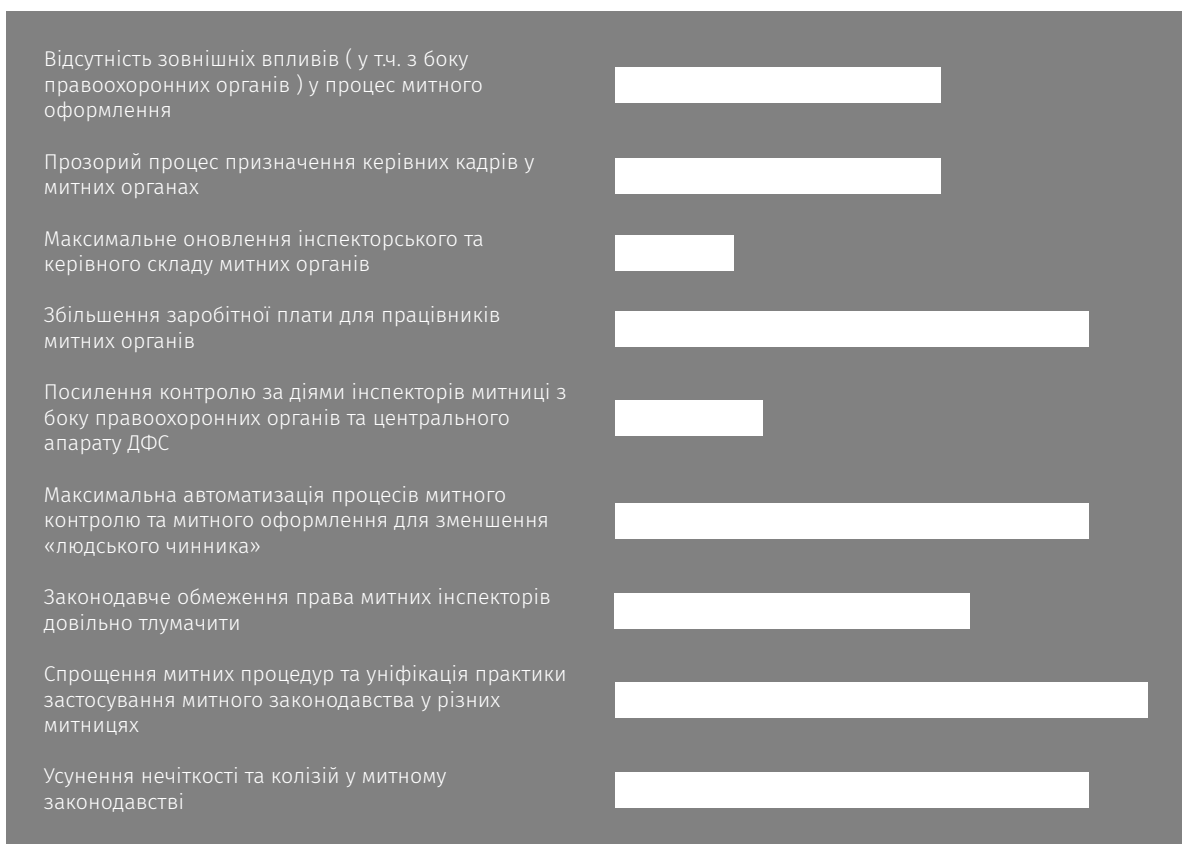 Відсутність зовнішніх впливів ( у т.ч. з боку
правоохоронних органів ) у процес митного
оформлення
Прозорий процес призначення керівних кадрів у
митних органах
Максимальне оновлення інспекторського та
керівного складу митних органів
Збільшення заробітної плати для працівників
митних органів
Посилення контролю за діями інспекторів митниці з
боку правоохоронних органів та центрального
апарату ДФС
Максимальна автоматизація процесів митного
контролю та митного оформлення для зменшення
«людського чинника»
Законодавче обмеження права митних інспекторів
довільно тлумачити
Спрощення митних процедур та уніфікація практики
застосування митного законодавства у різних
митницях
Усунення нечіткості та колізій у митному
законодавстві